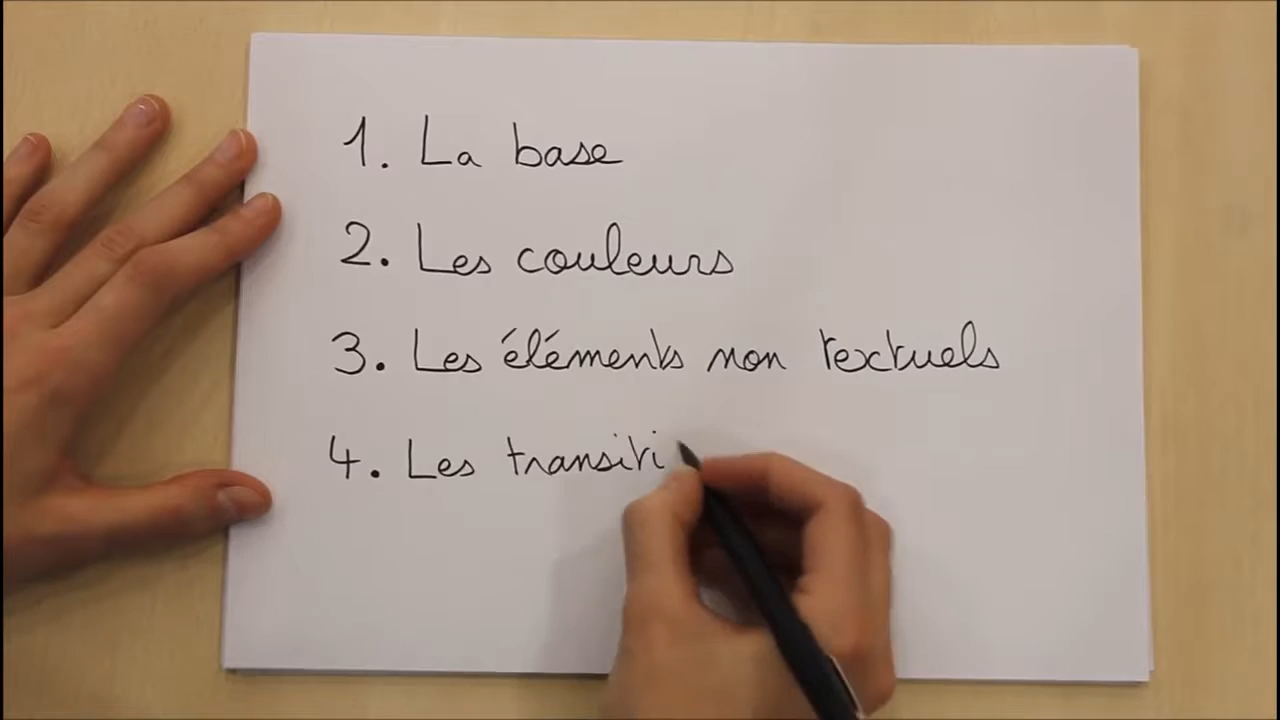 1. La base
2. Les couleurs
3. Les éléments non textuels
4. Les transiti